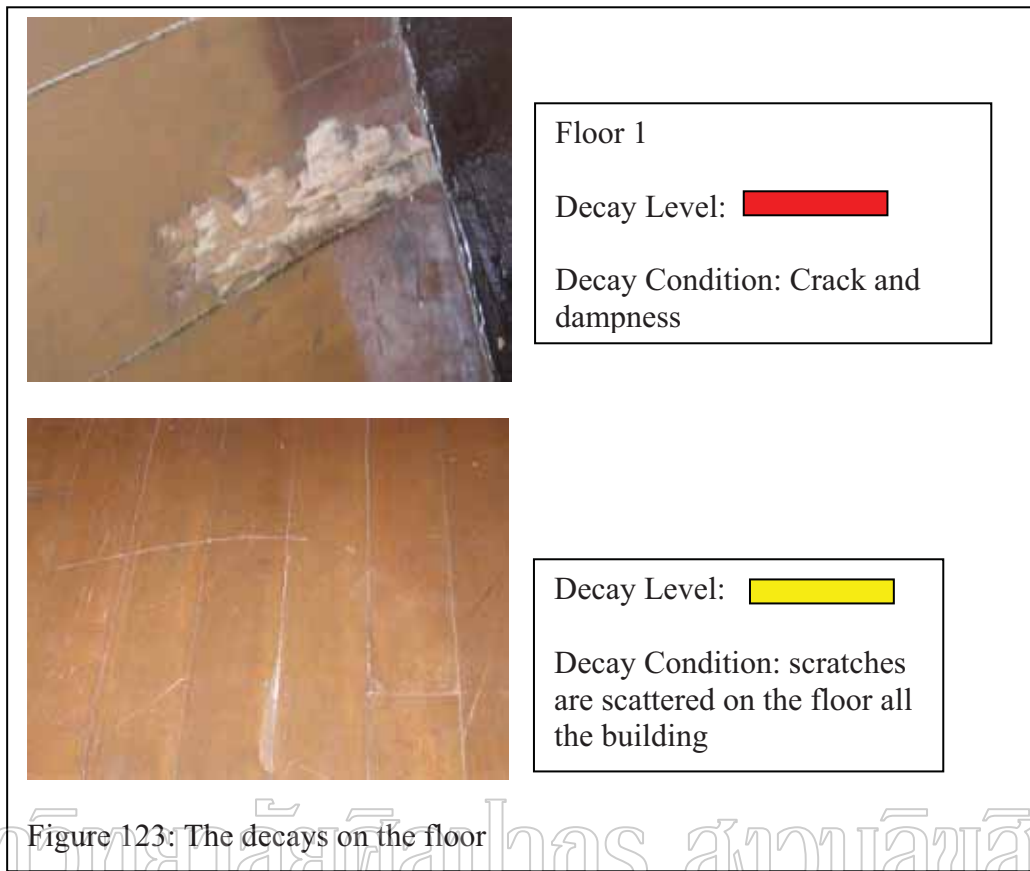 Floor 1
Decay Level:
Decay Condition: Crack and
dampness
Decay Level:
Decay Condition: scratches
are scattered on the floor all
the building
Figure 123: The decays on the floor